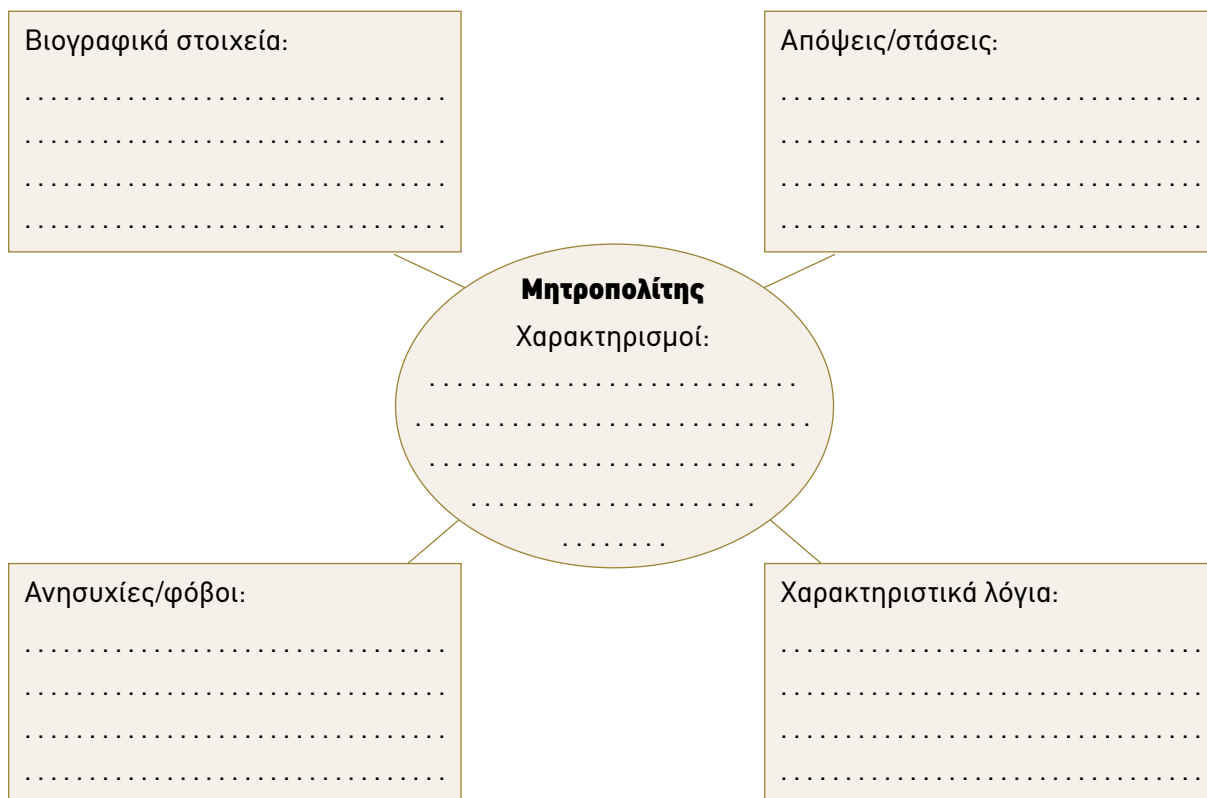 Βιογραφικά στοιχεία:
. . . . . . . . . . . . . . . . . . . . . . . . . . . . . . . . .
. . . . . . . . . . . . . . . . . . . . . . . . . . . . . . . . .
. . . . . . . . . . . . . . . . . . . . . . . . . . . . . . . . .
. . . . . . . . . . . . . . . . . . . . . . . . . . . . . . . . .
Απόψεις/στάσεις:
. . . . . . . . . . . . . . . . . . . . . . . . . . . . . . . . .
. . . . . . . . . . . . . . . . . . . . . . . . . . . . . . . . .
. . . . . . . . . . . . . . . . . . . . . . . . . . . . . . . . .
. . . . . . . . . . . . . . . . . . . . . . . . . . . . . . . . .
Μητροπολίτης
Χαρακτηρισμοί:
. . . . . . . . . . . . . . . . . . . . . . . . . . .
. . . . . . . . . . . . . . . . . . . . . . . . . . . . .
. . . . . . . . . . . . . . . . . . . . . . . . . . .
. . . . . . . . . . . . . . . . . . . . .
. . . . . . . .
Ανησυχίες/φόβοι:
. . . . . . . . . . . . . . . . . . . . . . . . . . . . . . . . .
. . . . . . . . . . . . . . . . . . . . . . . . . . . . . . . . .
. . . . . . . . . . . . . . . . . . . . . . . . . . . . . . . . .
. . . . . . . . . . . . . . . . . . . . . . . . . . . . . . . . .
Χαρακτηριστικά λόγια:
. . . . . . . . . . . . . . . . . . . . . . . . . . . . . . . . .
. . . . . . . . . . . . . . . . . . . . . . . . . . . . . . . . .
. . . . . . . . . . . . . . . . . . . . . . . . . . . . . . . . .
. . . . . . . . . . . . . . . . . . . . . . . . . . . . . . . . .